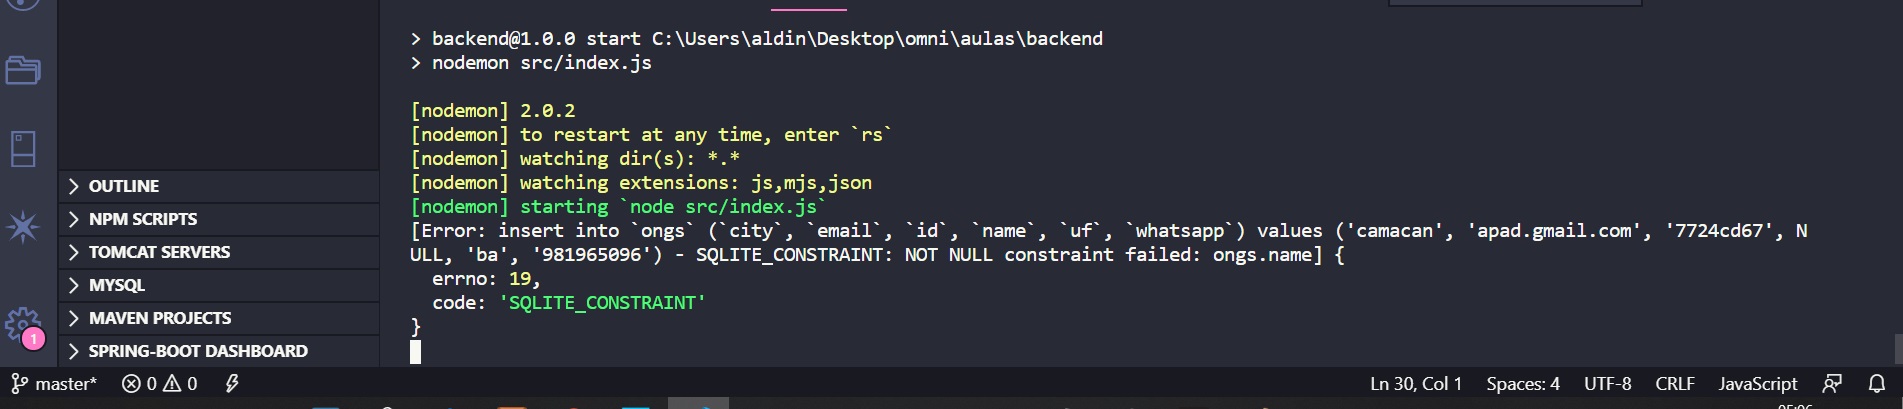 > backend@1.0.0 start C:\Users\aldin\Desktop\omni\aulas\backend
> nodemon src/index.js
[nodemon] 2.0.2
[nodemon] to restart at any time, enter `rs`
[nodemon] watching dir(s): *.*
[nodemon] watching extensions: js,mjs,json
[nodemon] starting `node src/index.js`
[Error: insert into `ongs` (`city`, `email`, `id`, `name`, `uf`, `whatsapp`) values ('camacan', 'apad.gmail.com', '7724cd67', N
ULL, 'ba', '981965096') - SQLITE_CONSTRAINT: NOT NULL constraint failed: ongs.name] {
errno: 19,
code: 'SQLITE_CONSTRAINT'
}
OUTLINE
NPM SCRIPTS
TOMCAT SERVERS
MYSQL
MAVEN PROJECTS
SPRING-BOOT DASHBOARD
1
master* 0 0 Ln 30, Col 1 Spaces: 4 UTF-8 CRLF JavaScript